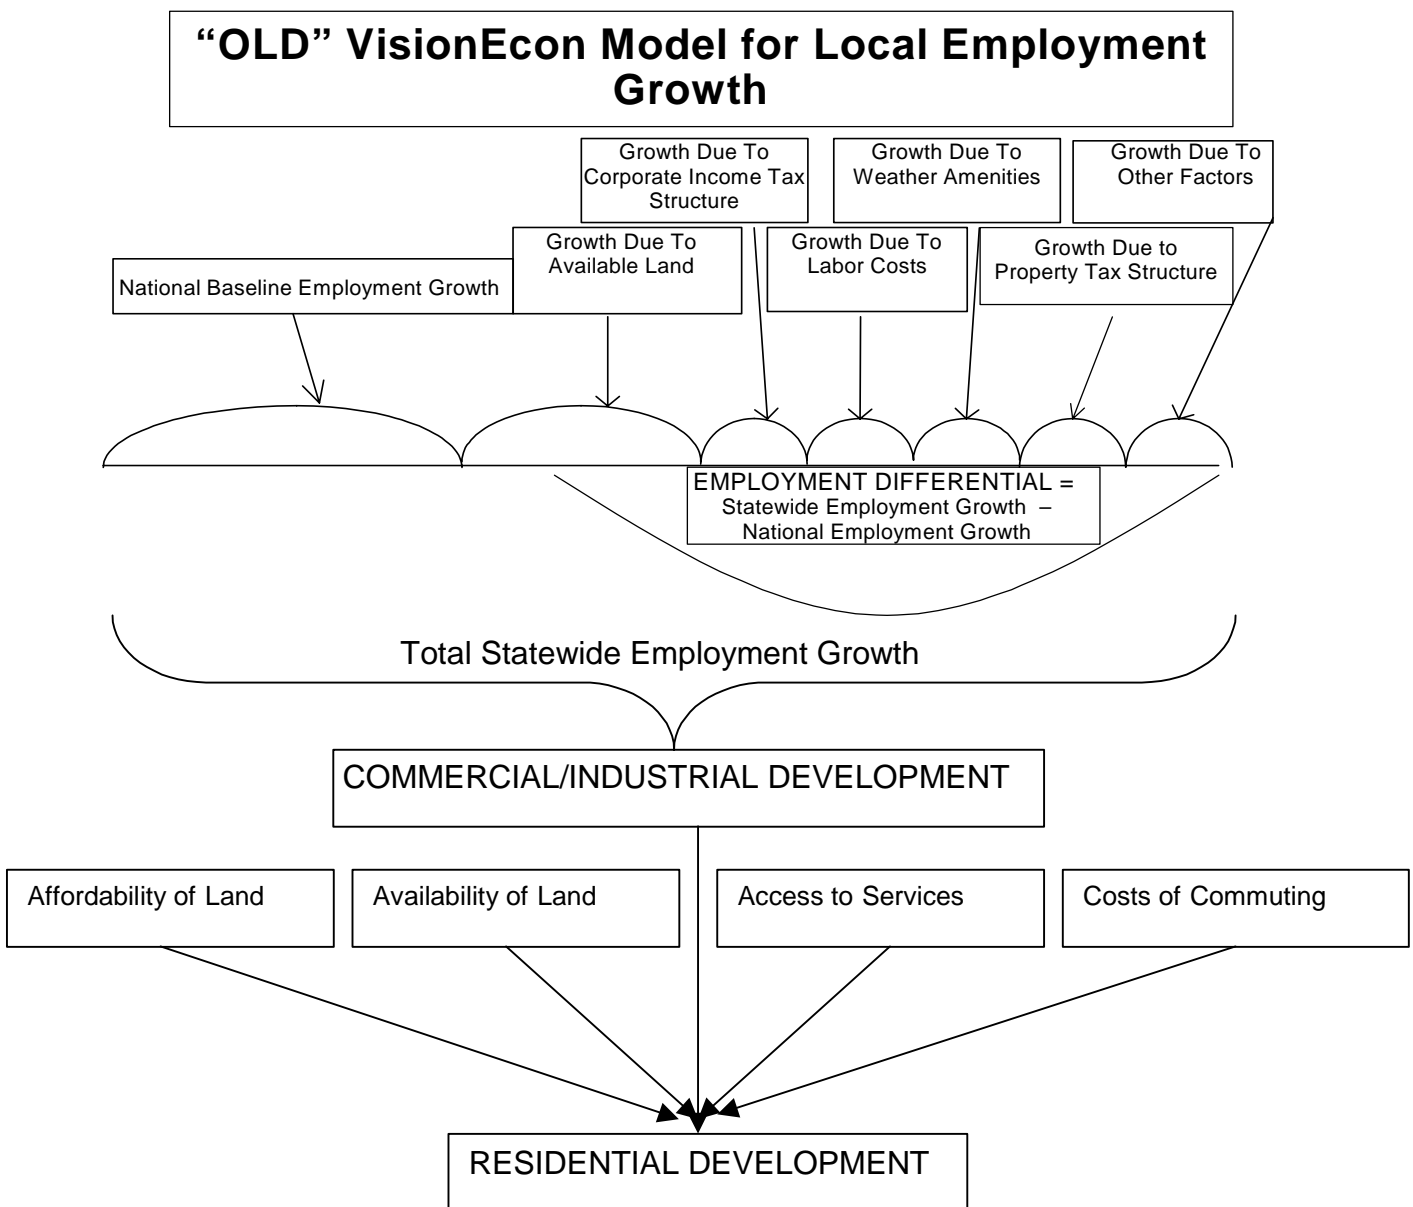 “OLD” VisionEcon Model for Local Employment
Growth
Growth Due To
Corporate Income Tax
Structure
Growth Due To
Weather Amenities
Growth Due To
Other Factors
National Baseline Employment Growth
Growth Due To
Available Land
Growth Due To
Labor Costs
Growth Due to
Property Tax Structure
EMPLOYMENT DIFFERENTIAL =
Statewide Employment Growth –
National Employment Growth
Total Statewide Employment Growth
COMMERCIAL/INDUSTRIAL DEVELOPMENT
Affordability of Land
Availability of Land
Access to Services
Costs of Commuting
RESIDENTIAL DEVELOPMENT